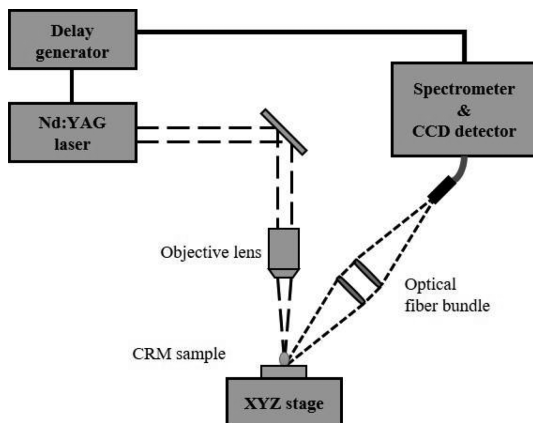 Delay
generator
Nd:YAG
laser
Spectrometer
&
CCD detector
Objective lens
Optical
fiber bundle
CRM sample
XYZ stage